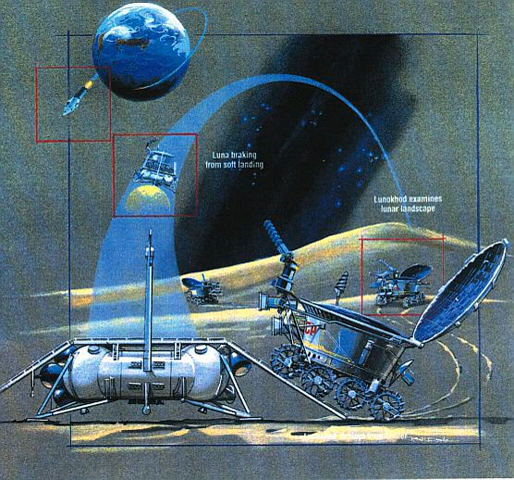 Luna braking
from soft landing
Lunokhod examines
lunar landscape